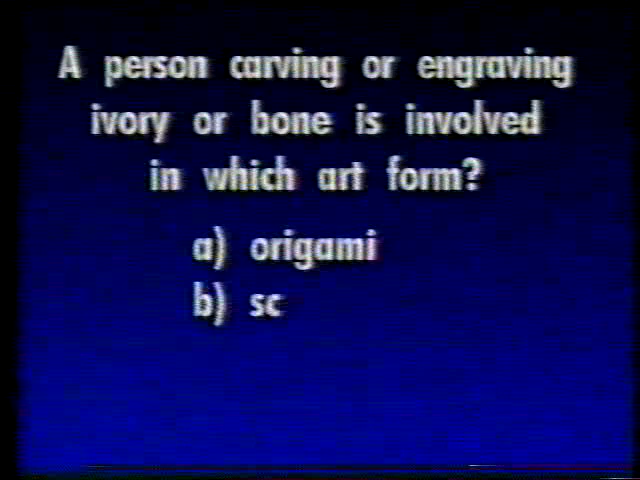 A person carving or engraving
ivory or bone is involved
in which art form?
a) origami
b) sc